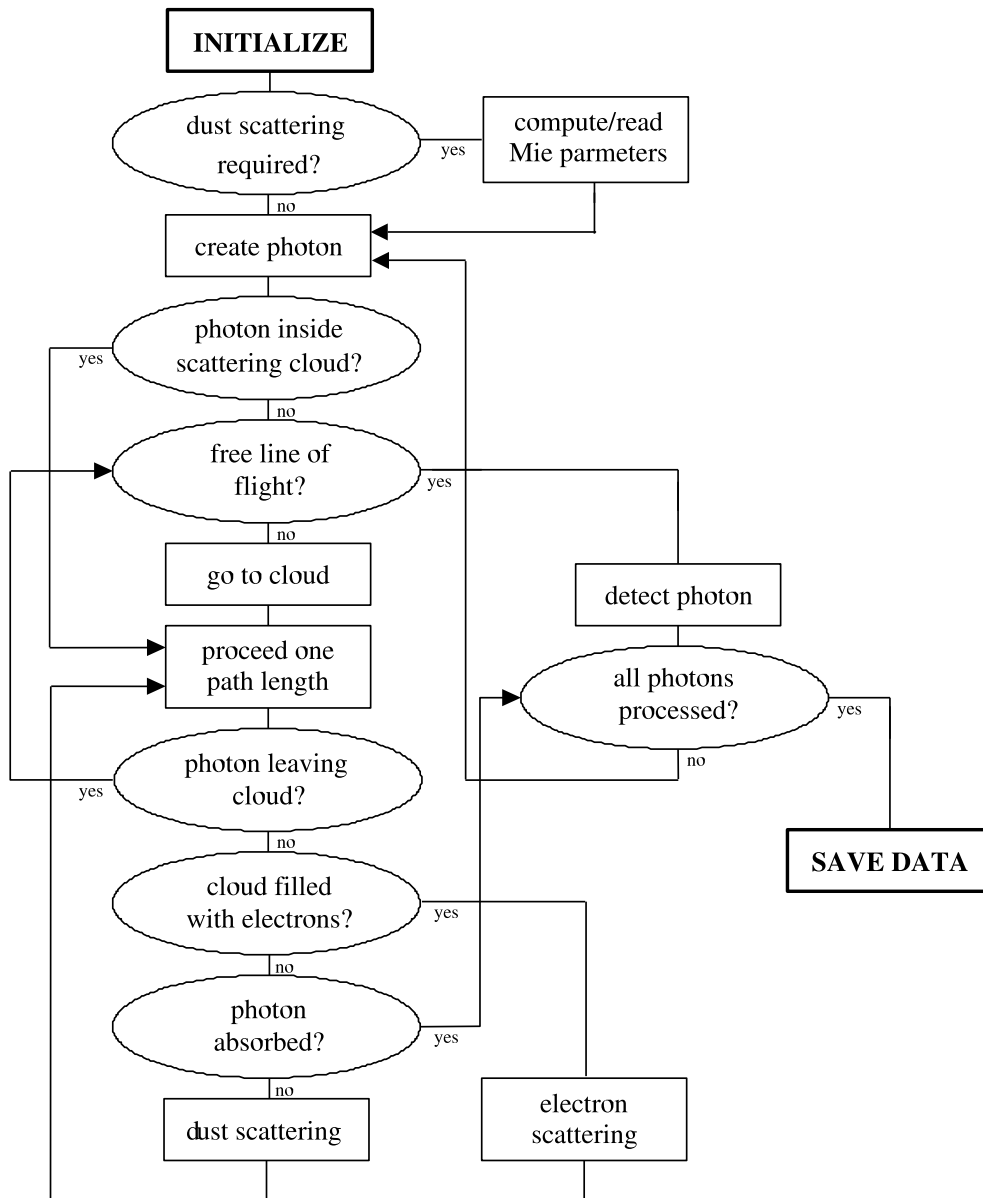 INITIALIZE
dust scattering
required?
yes
compute/read
Mie parmeters
no
create photon
photon inside
scattering cloud?
yes
no
free line of
flight?
yes
no
go to cloud
detect photon
proceed one
path length
all photons
processed?
yes
no
photon leaving
cloud?
yes
no
SAVE DATA
cloud filled
with electrons?
yes
no
photon
absorbed?
yes
no
dust scattering
electron
scattering